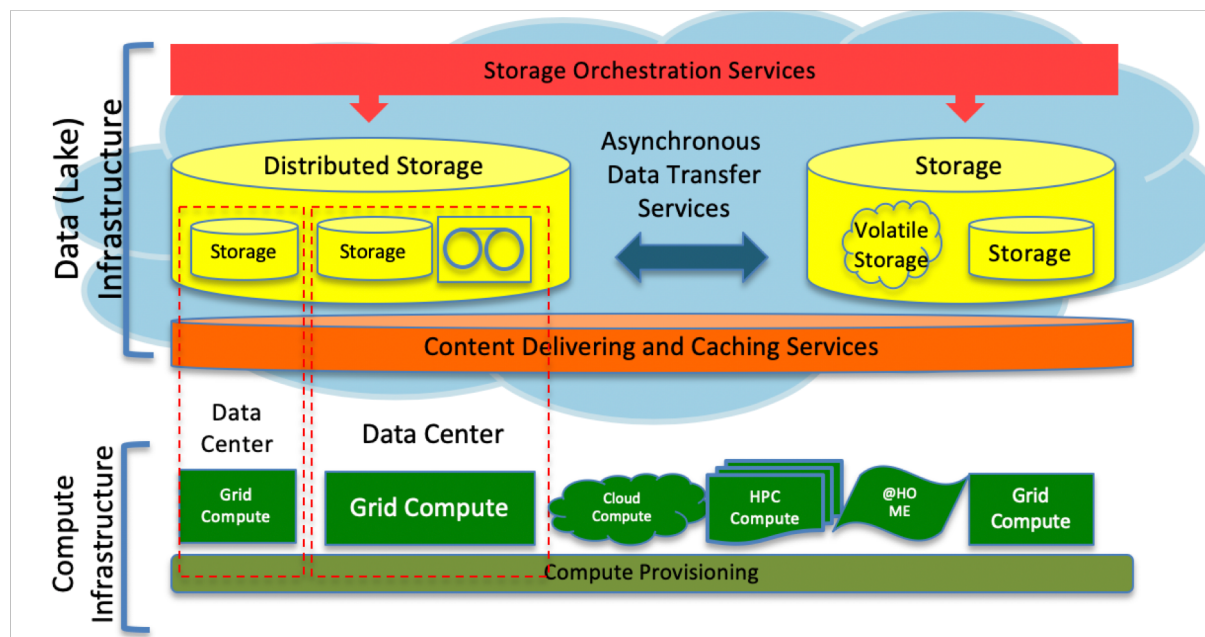 Data (Lake)
Infrastructure
Storage Orchestration Services
Distributed Storage
Storage
Storage
Asynchronous
Data Transfer
Services
Storage
Volatile
Storage
Storage
Content Delivering and Caching Services
Compute
Infrastructure
Data
Center
Data Center
Grid
Compute
Grid Compute
Cloud
Compute
HPC
Compute
@HO
ME
Grid
Compute
Compute Provisioning